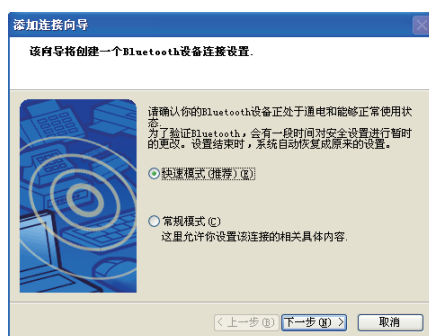 添加连接向导
该向导将创建一个Bluetooth设备连接设置.
请确认你的Bluetooth设备正处于通电和能够正常使用状
态.
为了验证Bluetooth，会有一段时间对安全设置进行暂时
的更改。设置结束时，系统自动恢复成原来的设置。
快速模式(推荐)(E)
常规模式(C)
这里允许你设置该连接的相关具体内容.
< 上一步(B) 下一步(N) > 取消